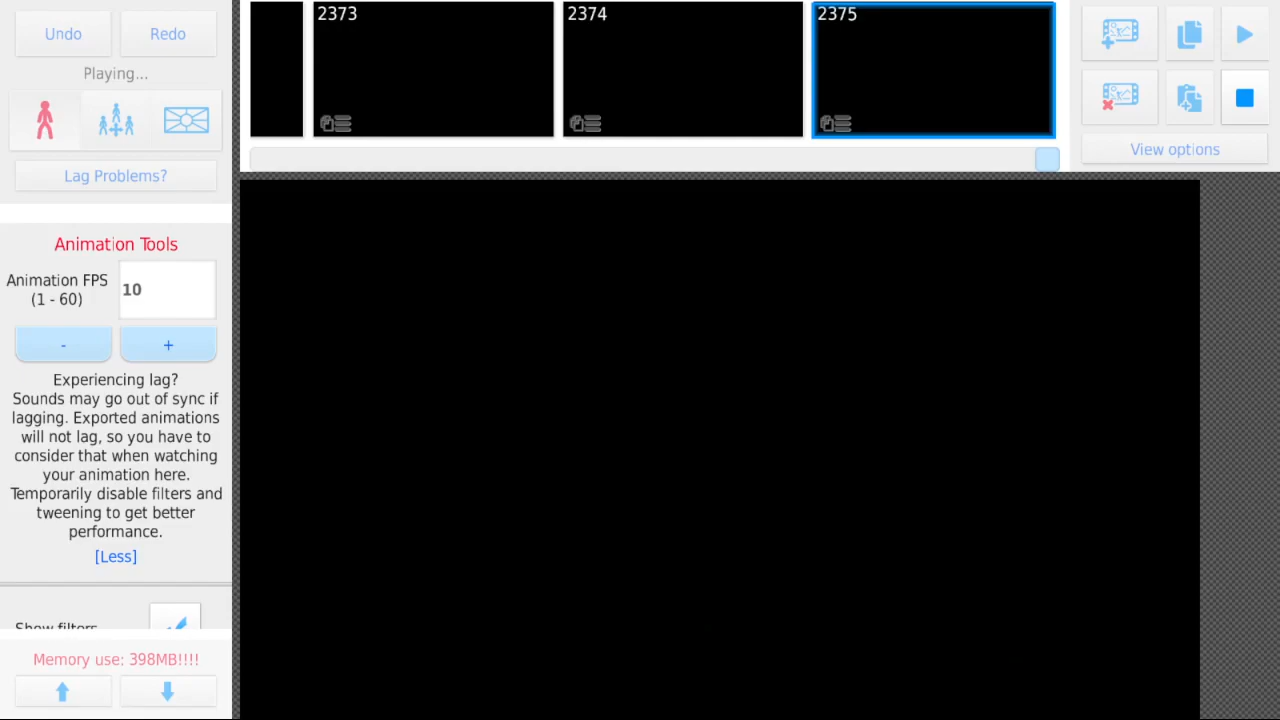 Undo
Redo
Playing...
Lag Problems?
Animation Tools
Animation FPS
(1 - 60)
10
-
+
Experiencing lag?
Sounds may go out of sync if
lagging. Exported animations
will not lag, so you have to
consider that when watching
your animation here.
Temporarily disable filters and
tweening to get better
performance.
[Less]
Show filters
Memory use: 398MB!!!!
2373
2374
2375
View options